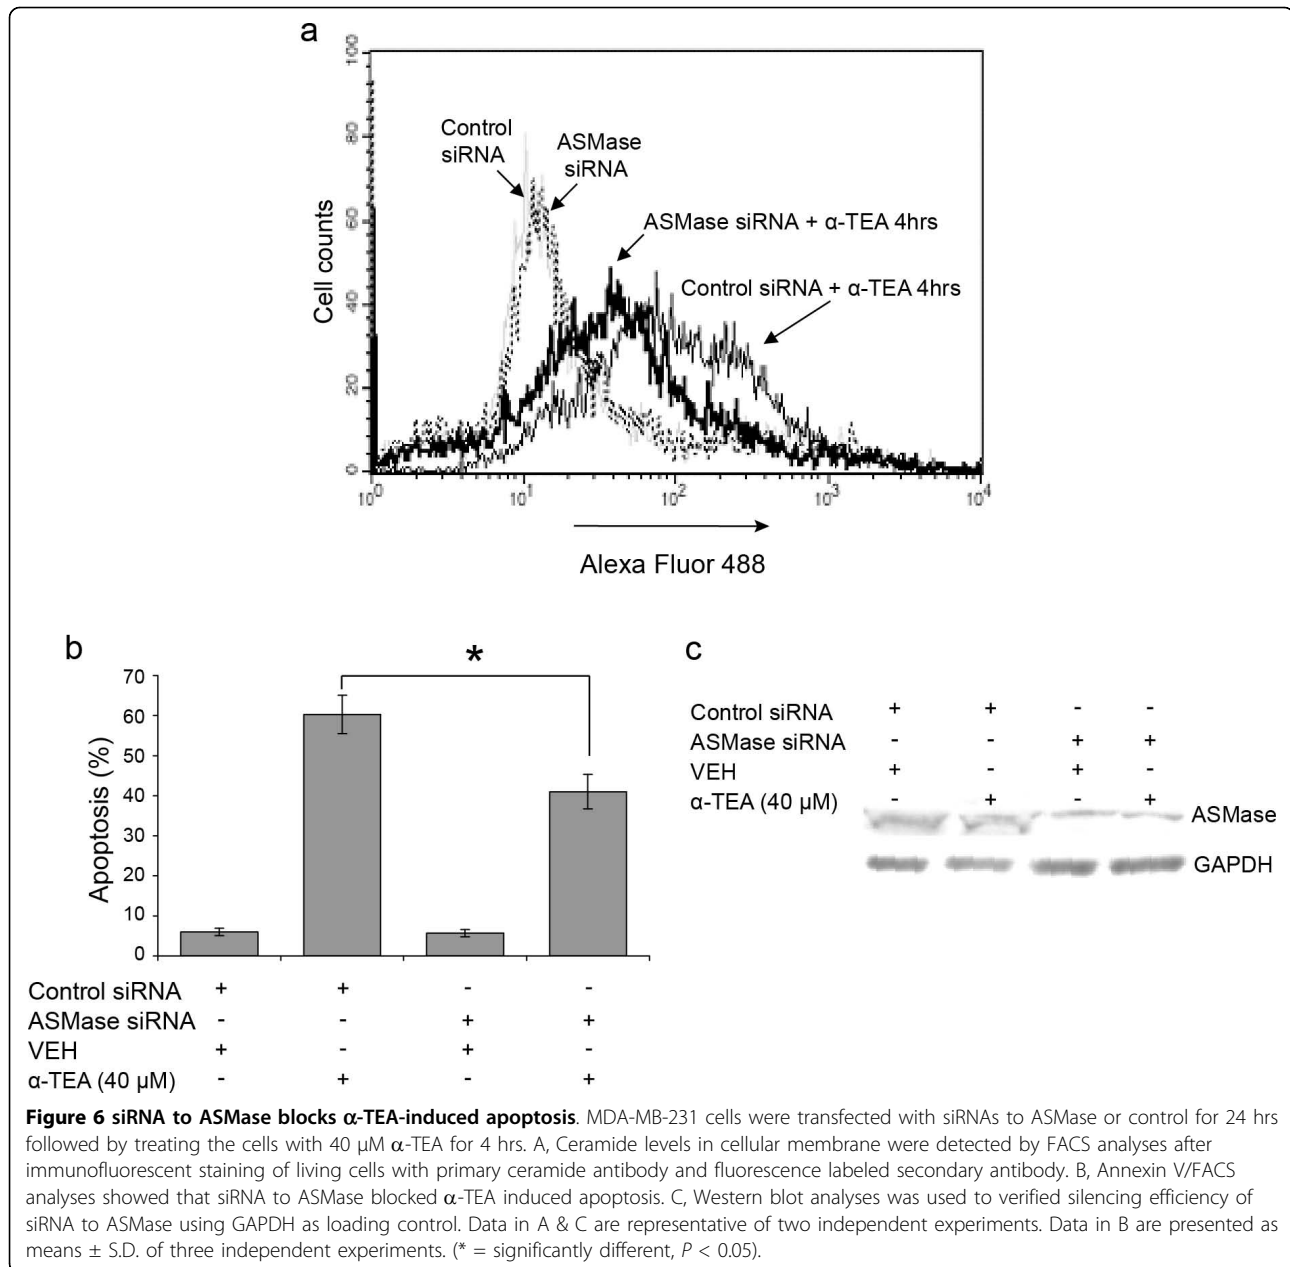 a
100
80
60
40
20
0
Cell counts
Control
siRNA
ASMase
siRNA
ASMase siRNA + α-TEA 4hrs
Control siRNA + α-TEA 4hrs
10⁰ 10¹ 10² 10³ 10⁴
Alexa Fluor 488
b
*
70
60
50
40
30
20
10
0
Apoptosis (%)
Control siRNA + + - -
ASMase siRNA - - + +
VEH + - + -
α-TEA (40 µM) - + - +
c
Control siRNA + + - -
ASMase siRNA - - + +
VEH + - + -
α-TEA (40 µM) - + - +
ASMase
GAPDH
Figure 6 siRNA to ASMase blocks α-TEA-induced apoptosis. MDA-MB-231 cells were transfected with siRNAs to ASMase or control for 24 hrs
followed by treating the cells with 40 µM α-TEA for 4 hrs. A, Ceramide levels in cellular membrane were detected by FACS analyses after
immunofluorescent staining of living cells with primary ceramide antibody and fluorescence labeled secondary antibody. B, Annexin V/FACS
analyses showed that siRNA to ASMase blocked α-TEA induced apoptosis. C, Western blot analyses was used to verified silencing efficiency of
siRNA to ASMase using GAPDH as loading control. Data in A & C are representative of two independent experiments. Data in B are presented as
means ± S.D. of three independent experiments. (* = significantly different, P < 0.05).